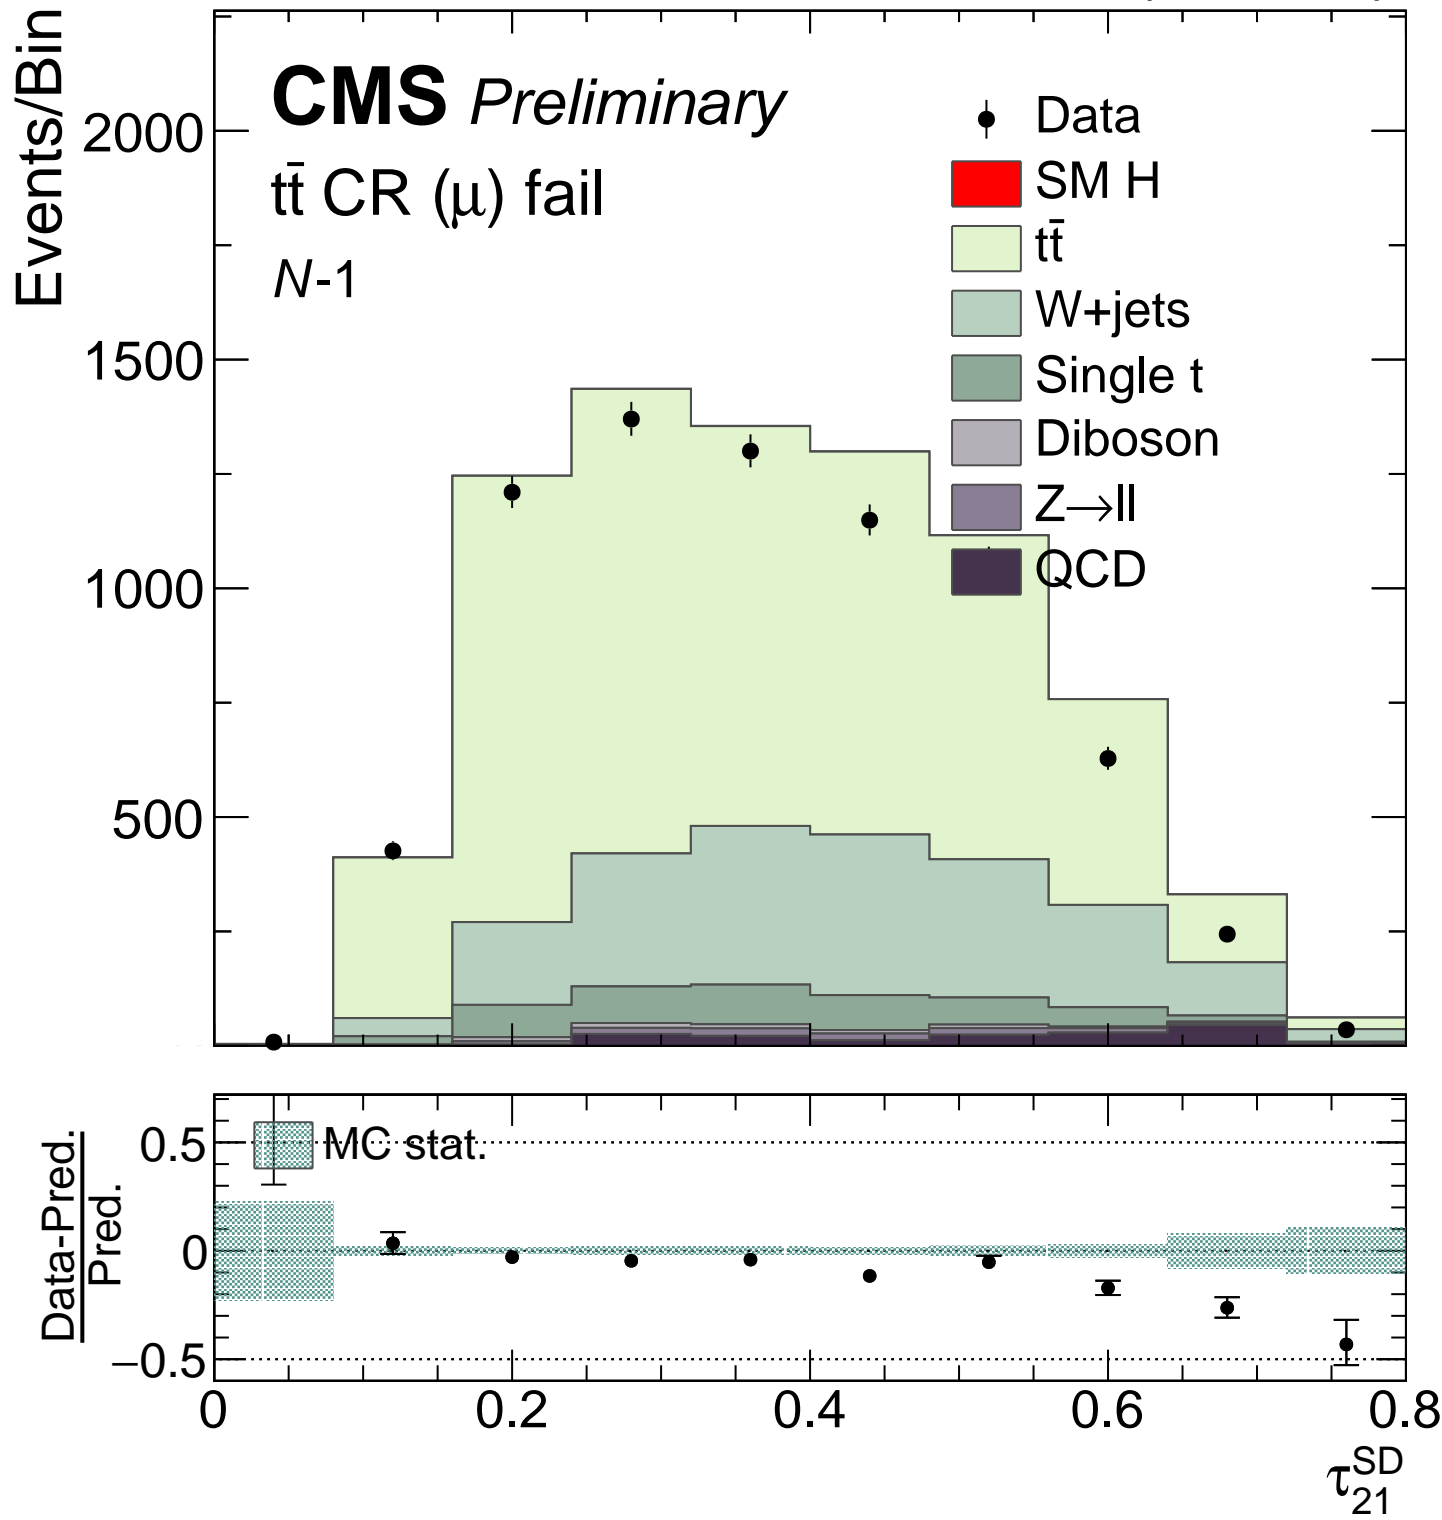 Events/Bin
2000
1500
1000
500
CMS Preliminary
tt̄ CR (μ) fail
N-1
Data
SM H
tt̄
W+jets
Single t
Diboson
Z→ll
QCD
Data-Pred.
Pred.
0.5
0
−0.5
MC stat.
0 0.2 0.4 0.6 0.8
τ₂₁^SD